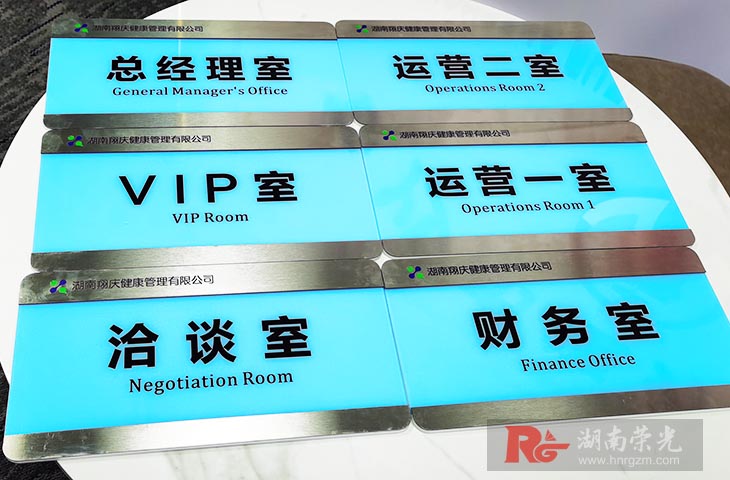 湖南翔庆健康管理有限公司
总经理室
General Manager's Office
湖南翔庆健康管理有限公司
运营二室
Operations Room 2
湖南翔庆健康管理有限公司
VIP室
VIP Room
湖南翔庆健康管理有限公司
运营一室
Operations Room 1
湖南翔庆健康管理有限公司
洽谈室
Negotiation Room
湖南翔庆健康管理有限公司
财务室
Finance Office
RG 湖南荣光
www.hnrgzm.com